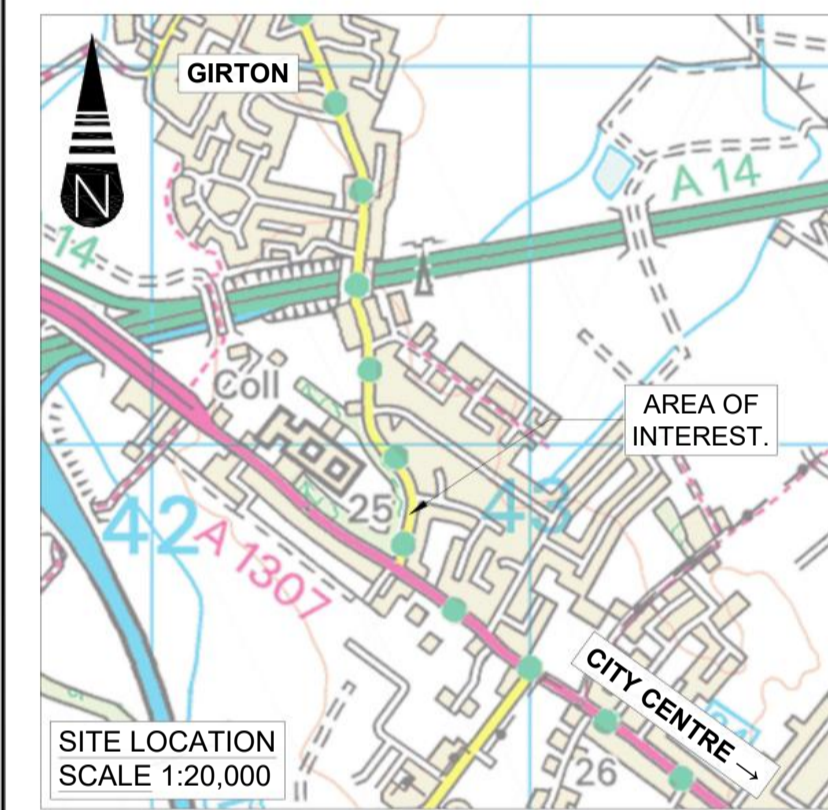 GIRTON
N
A 14
14
Coll
AREA OF
INTEREST.
25
42
43
A 1307
CITY CENTRE →
SITE LOCATION
SCALE 1:20,000
26